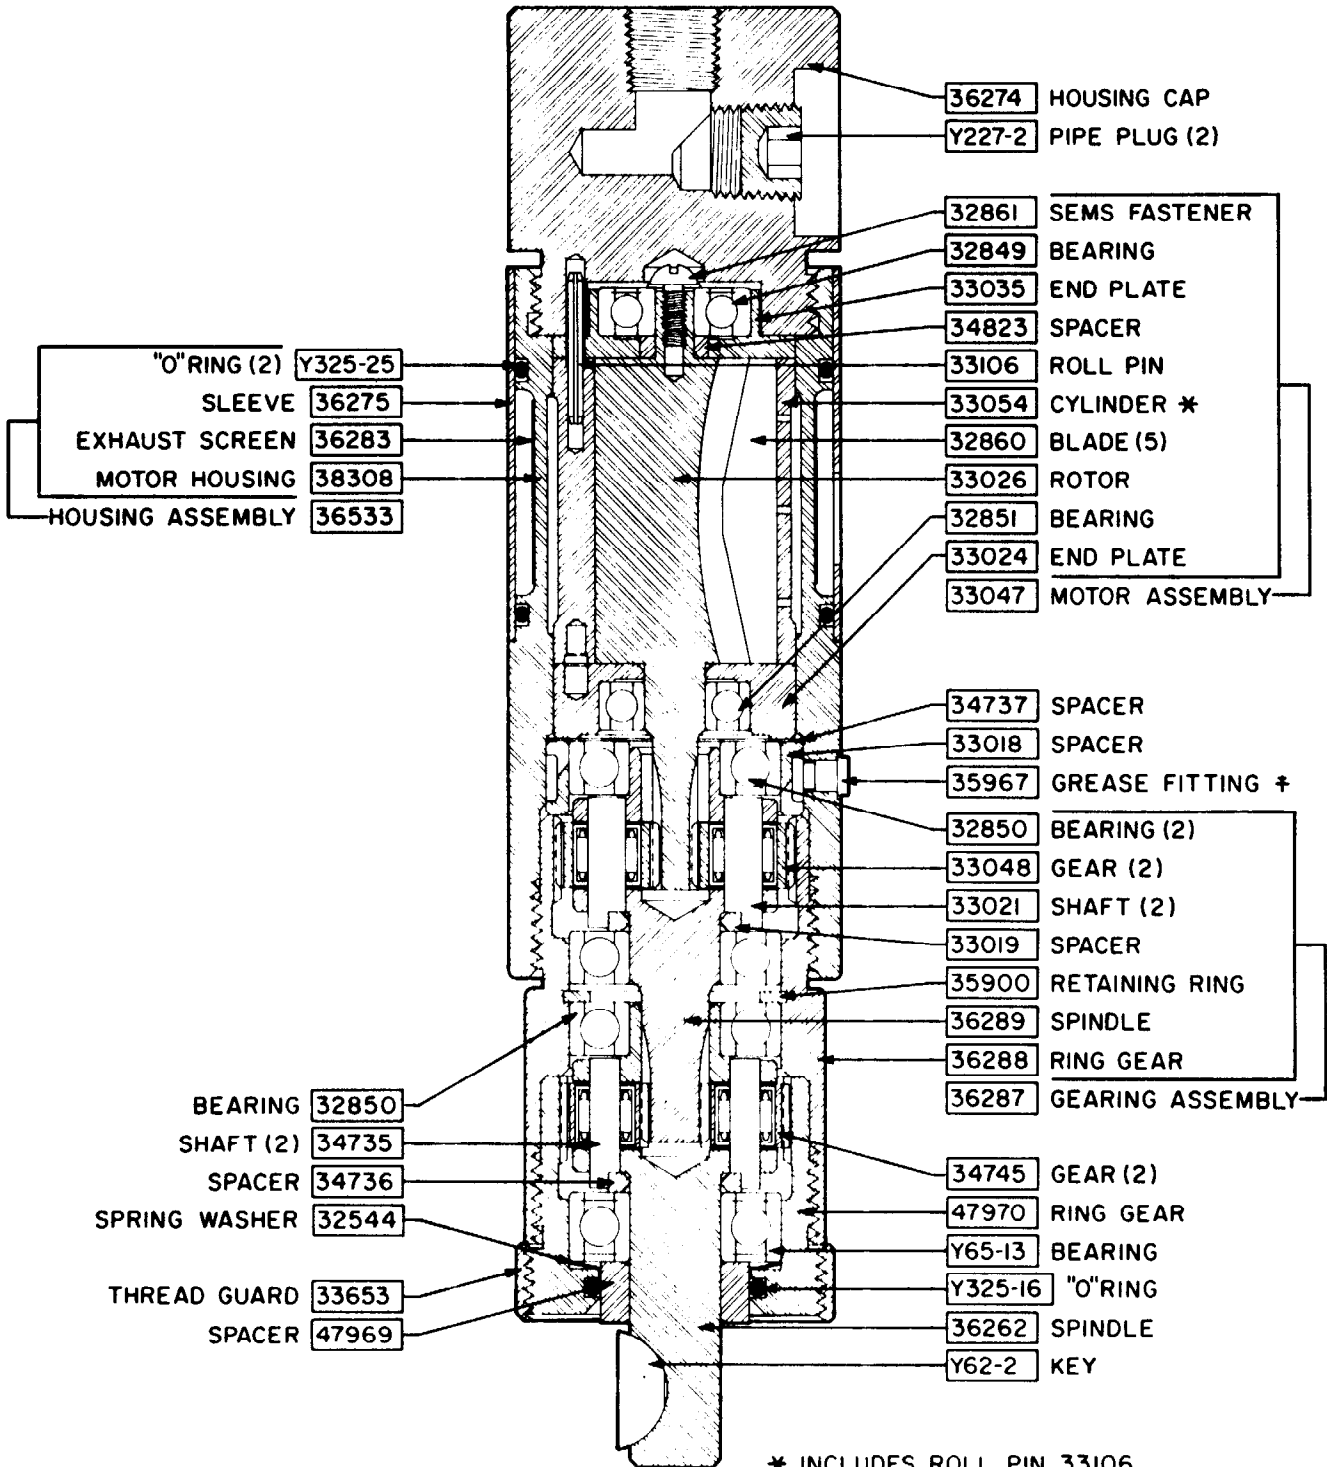 36274 HOUSING CAP
Y227-2 PIPE PLUG (2)
32861 SEMS FASTENER
32849 BEARING
33035 END PLATE
34823 SPACER
33106 ROLL PIN
33054 CYLINDER *
32860 BLADE (5)
33026 ROTOR
32851 BEARING
33024 END PLATE
33047 MOTOR ASSEMBLY
"O" RING (2) Y325-25
SLEEVE 36275
EXHAUST SCREEN 36283
MOTOR HOUSING 38308
HOUSING ASSEMBLY 36533
34737 SPACER
33018 SPACER
35967 GREASE FITTING ‡
32850 BEARING (2)
33048 GEAR (2)
33021 SHAFT (2)
33019 SPACER
35900 RETAINING RING
36289 SPINDLE
36288 RING GEAR
36287 GEARING ASSEMBLY
BEARING 32850
SHAFT (2) 34735
SPACER 34736
SPRING WASHER 32544
THREAD GUARD 33653
SPACER 47969
34745 GEAR (2)
47970 RING GEAR
Y65-13 BEARING
Y325-16 "O" RING
36262 SPINDLE
Y62-2 KEY
* INCLUDES ROLL PIN 33106